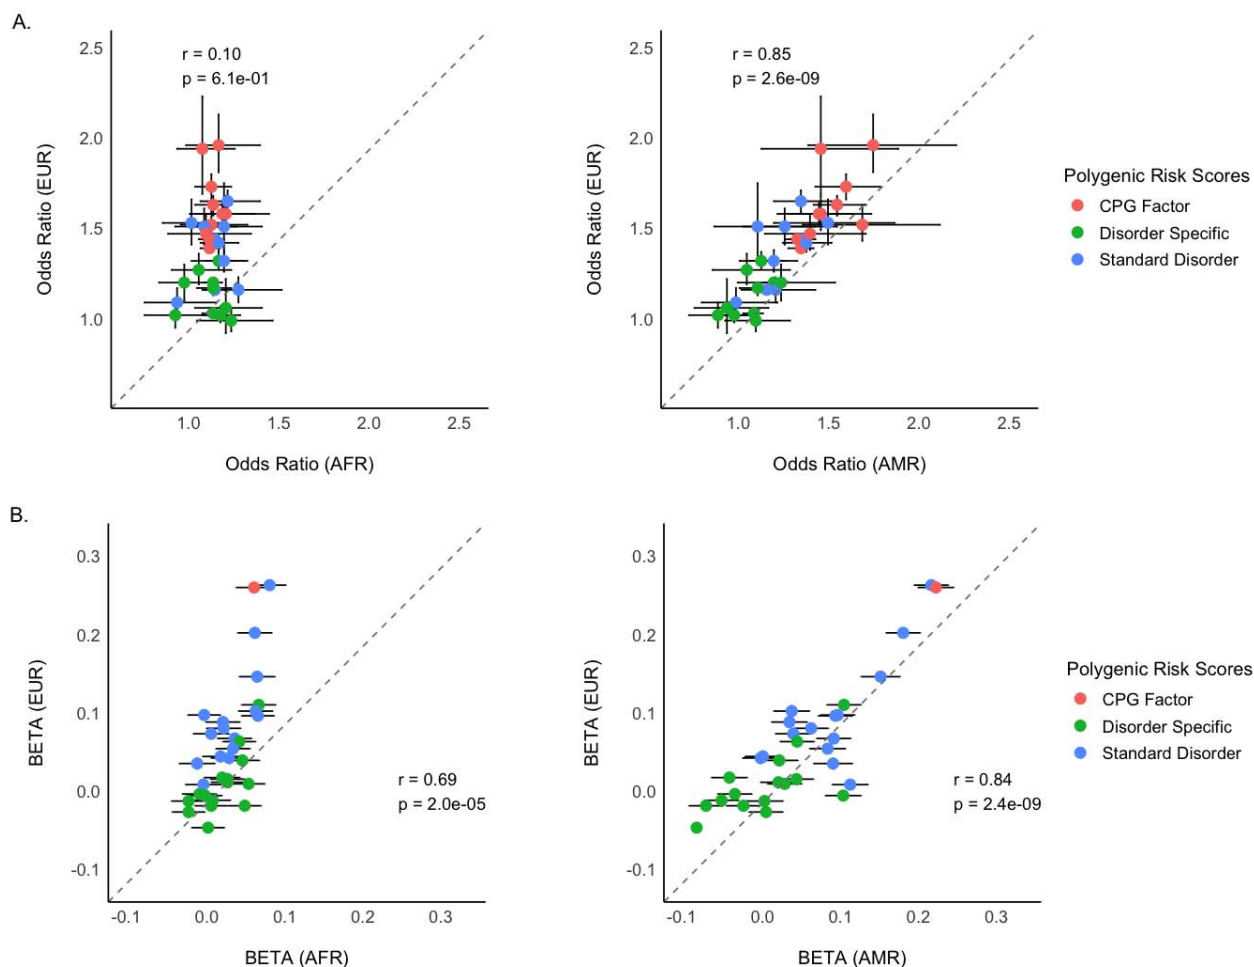 A.
2.5
2.0
1.5
1.0
Odds Ratio (EUR)
r = 0.10
p = 6.1e-01
1.0 1.5 2.0 2.5
Odds Ratio (AFR)
2.5
2.0
1.5
1.0
Odds Ratio (EUR)
r = 0.85
p = 2.6e-09
1.0 1.5 2.0 2.5
Odds Ratio (AMR)
Polygenic Risk Scores
CPG Factor
Disorder Specific
Standard Disorder
B.
0.3
0.2
0.1
0.0
-0.1
BETA (EUR)
r = 0.69
p = 2.0e-05
-0.1 0.0 0.1 0.2 0.3
BETA (AFR)
0.3
0.2
0.1
0.0
-0.1
BETA (EUR)
r = 0.84
p = 2.4e-09
-0.1 0.0 0.1 0.2 0.3
BETA (AMR)
Polygenic Risk Scores
CPG Factor
Disorder Specific
Standard Disorder